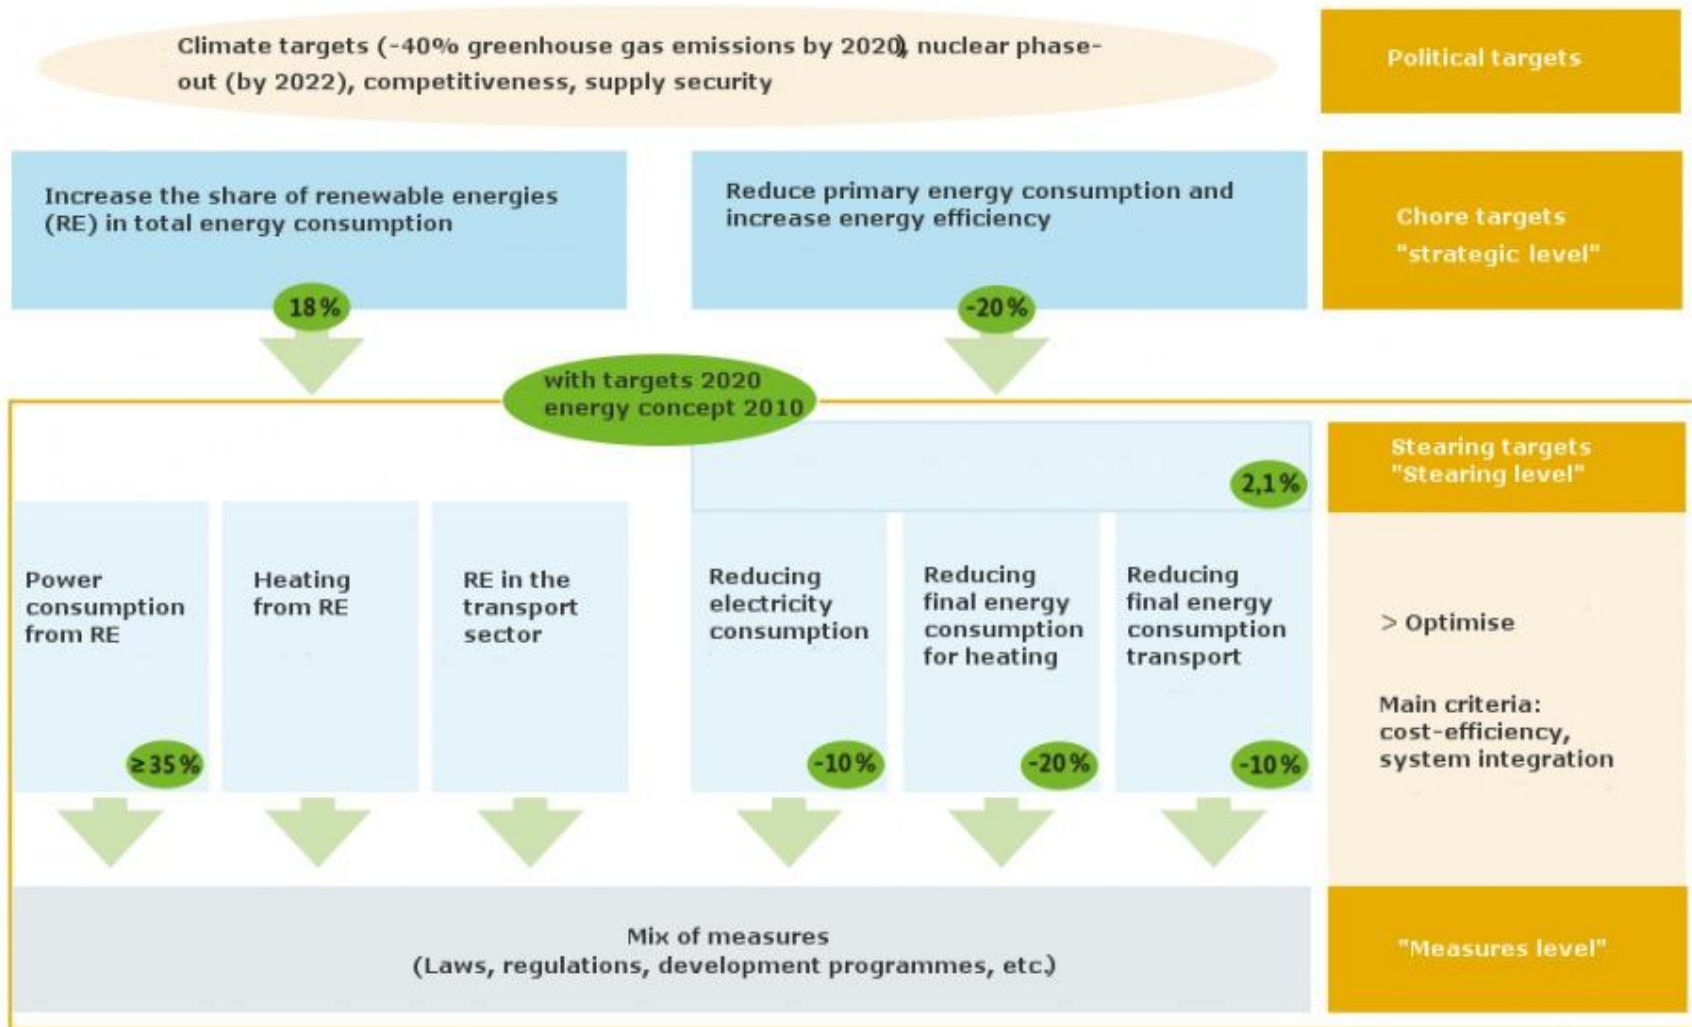 Climate targets (-40% greenhouse gas emissions by 2020), nuclear phase-
out (by 2022), competitiveness, supply security
Political targets
Increase the share of renewable energies
(RE) in total energy consumption
18%
Reduce primary energy consumption and
increase energy efficiency
-20%
Chore targets
"strategic level"
with targets 2020
energy concept 2010
2,1%
Stearing targets
"Stearing level"
Power
consumption
from RE
≥35%
Heating
from RE
RE in the
transport
sector
Reducing
electricity
consumption
-10%
Reducing
final energy
consumption
for heating
-20%
Reducing
final energy
consumption
transport
-10%
> Optimise
Main criteria:
cost-efficiency,
system integration
Mix of measures
(Laws, regulations, development programmes, etc.)
"Measures level"